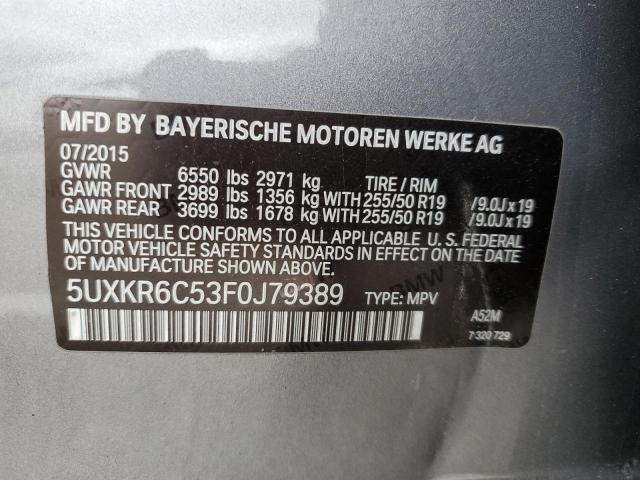 MFD BY BAYERISCHE MOTOREN WERKE AG
07/2015
GVWR 6550 lbs 2971 kg TIRE / RIM
GAWR FRONT 2989 lbs 1356 kg WITH 255/50 R19 /9.0J x 19
GAWR REAR 3699 lbs 1678 kg WITH 255/50 R19 /9.0J x 19
THIS VEHICLE CONFORMS TO ALL APPLICABLE U. S. FEDERAL
MOTOR VEHICLE SAFETY STANDARDS IN EFFECT ON THE DATE
OF MANUFACTURE SHOWN ABOVE.
5UXKR6C53F0J79389 TYPE: MPV
A52M
7 320 729